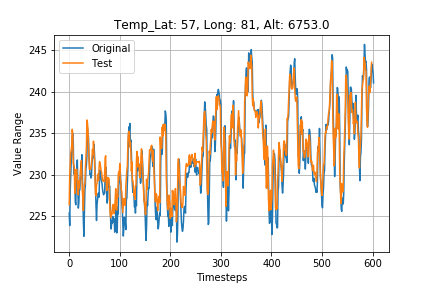 Temp_Lat: 57, Long: 81, Alt: 6753.0
Original
Test
Value Range
245
240
235
230
225
0 100 200 300 400 500 600
Timesteps